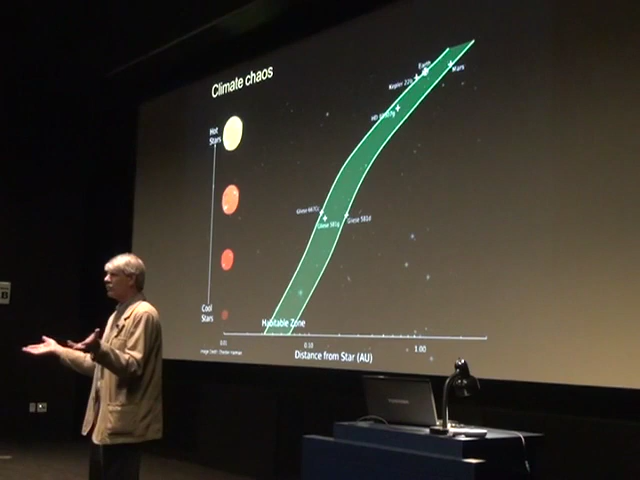 Climate chaos
Earth
Mars
Kepler 22b
HD
Hot
Stars
Gliese 581g
Gliese 581d
Cool
Stars
Habitable Zone
0.10
1.00
Distance from Star (AU)
B